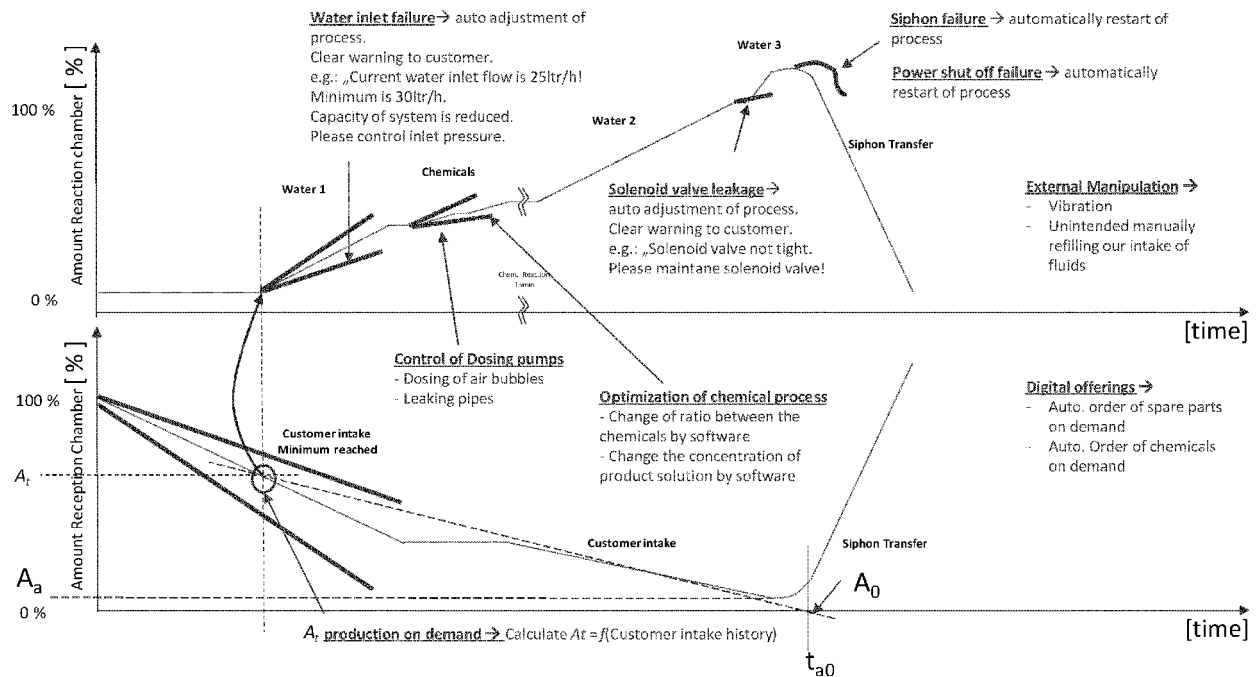 Water inlet failure → auto adjustment of
process.
Clear warning to customer.
e.g.: „Current water inlet flow is 25ltr/h!
Minimum is 30ltr/h.
Capacity of system is reduced.
Please control inlet pressure.
Siphon failure → automatically restart of
process
Power shut off failure → automatically
restart of process
Water 3
Amount Reaction chamber [ % ]
100 %
0 %
Water 2
Siphon Transfer
Water 1
Chemicals
Solenoid valve leakage →
auto adjustment of process.
Clear warning to customer.
e.g.: „Solenoid valve not tight.
Please maintane solenoid valve!
External Manipulation →
- Vibration
- Unintended manually
refilling our intake of
fluids
Chem. Reaction
15min
[time]
Amount Reception Chamber [ % ]
100 %
Control of Dosing pumps
- Dosing of air bubbles
- Leaking pipes
Optimization of chemical process
- Change of ratio between the
chemicals by software
- Change the concentration of
product solution by software
Digital offerings →
- Auto. order of spare parts
on demand
- Auto. Order of chemicals
on demand
Customer intake
Minimum reached
At
Customer intake
Siphon Transfer
Aa
0 %
A0
At production on demand → Calculate At = f(Customer intake history)
[time]
ta0